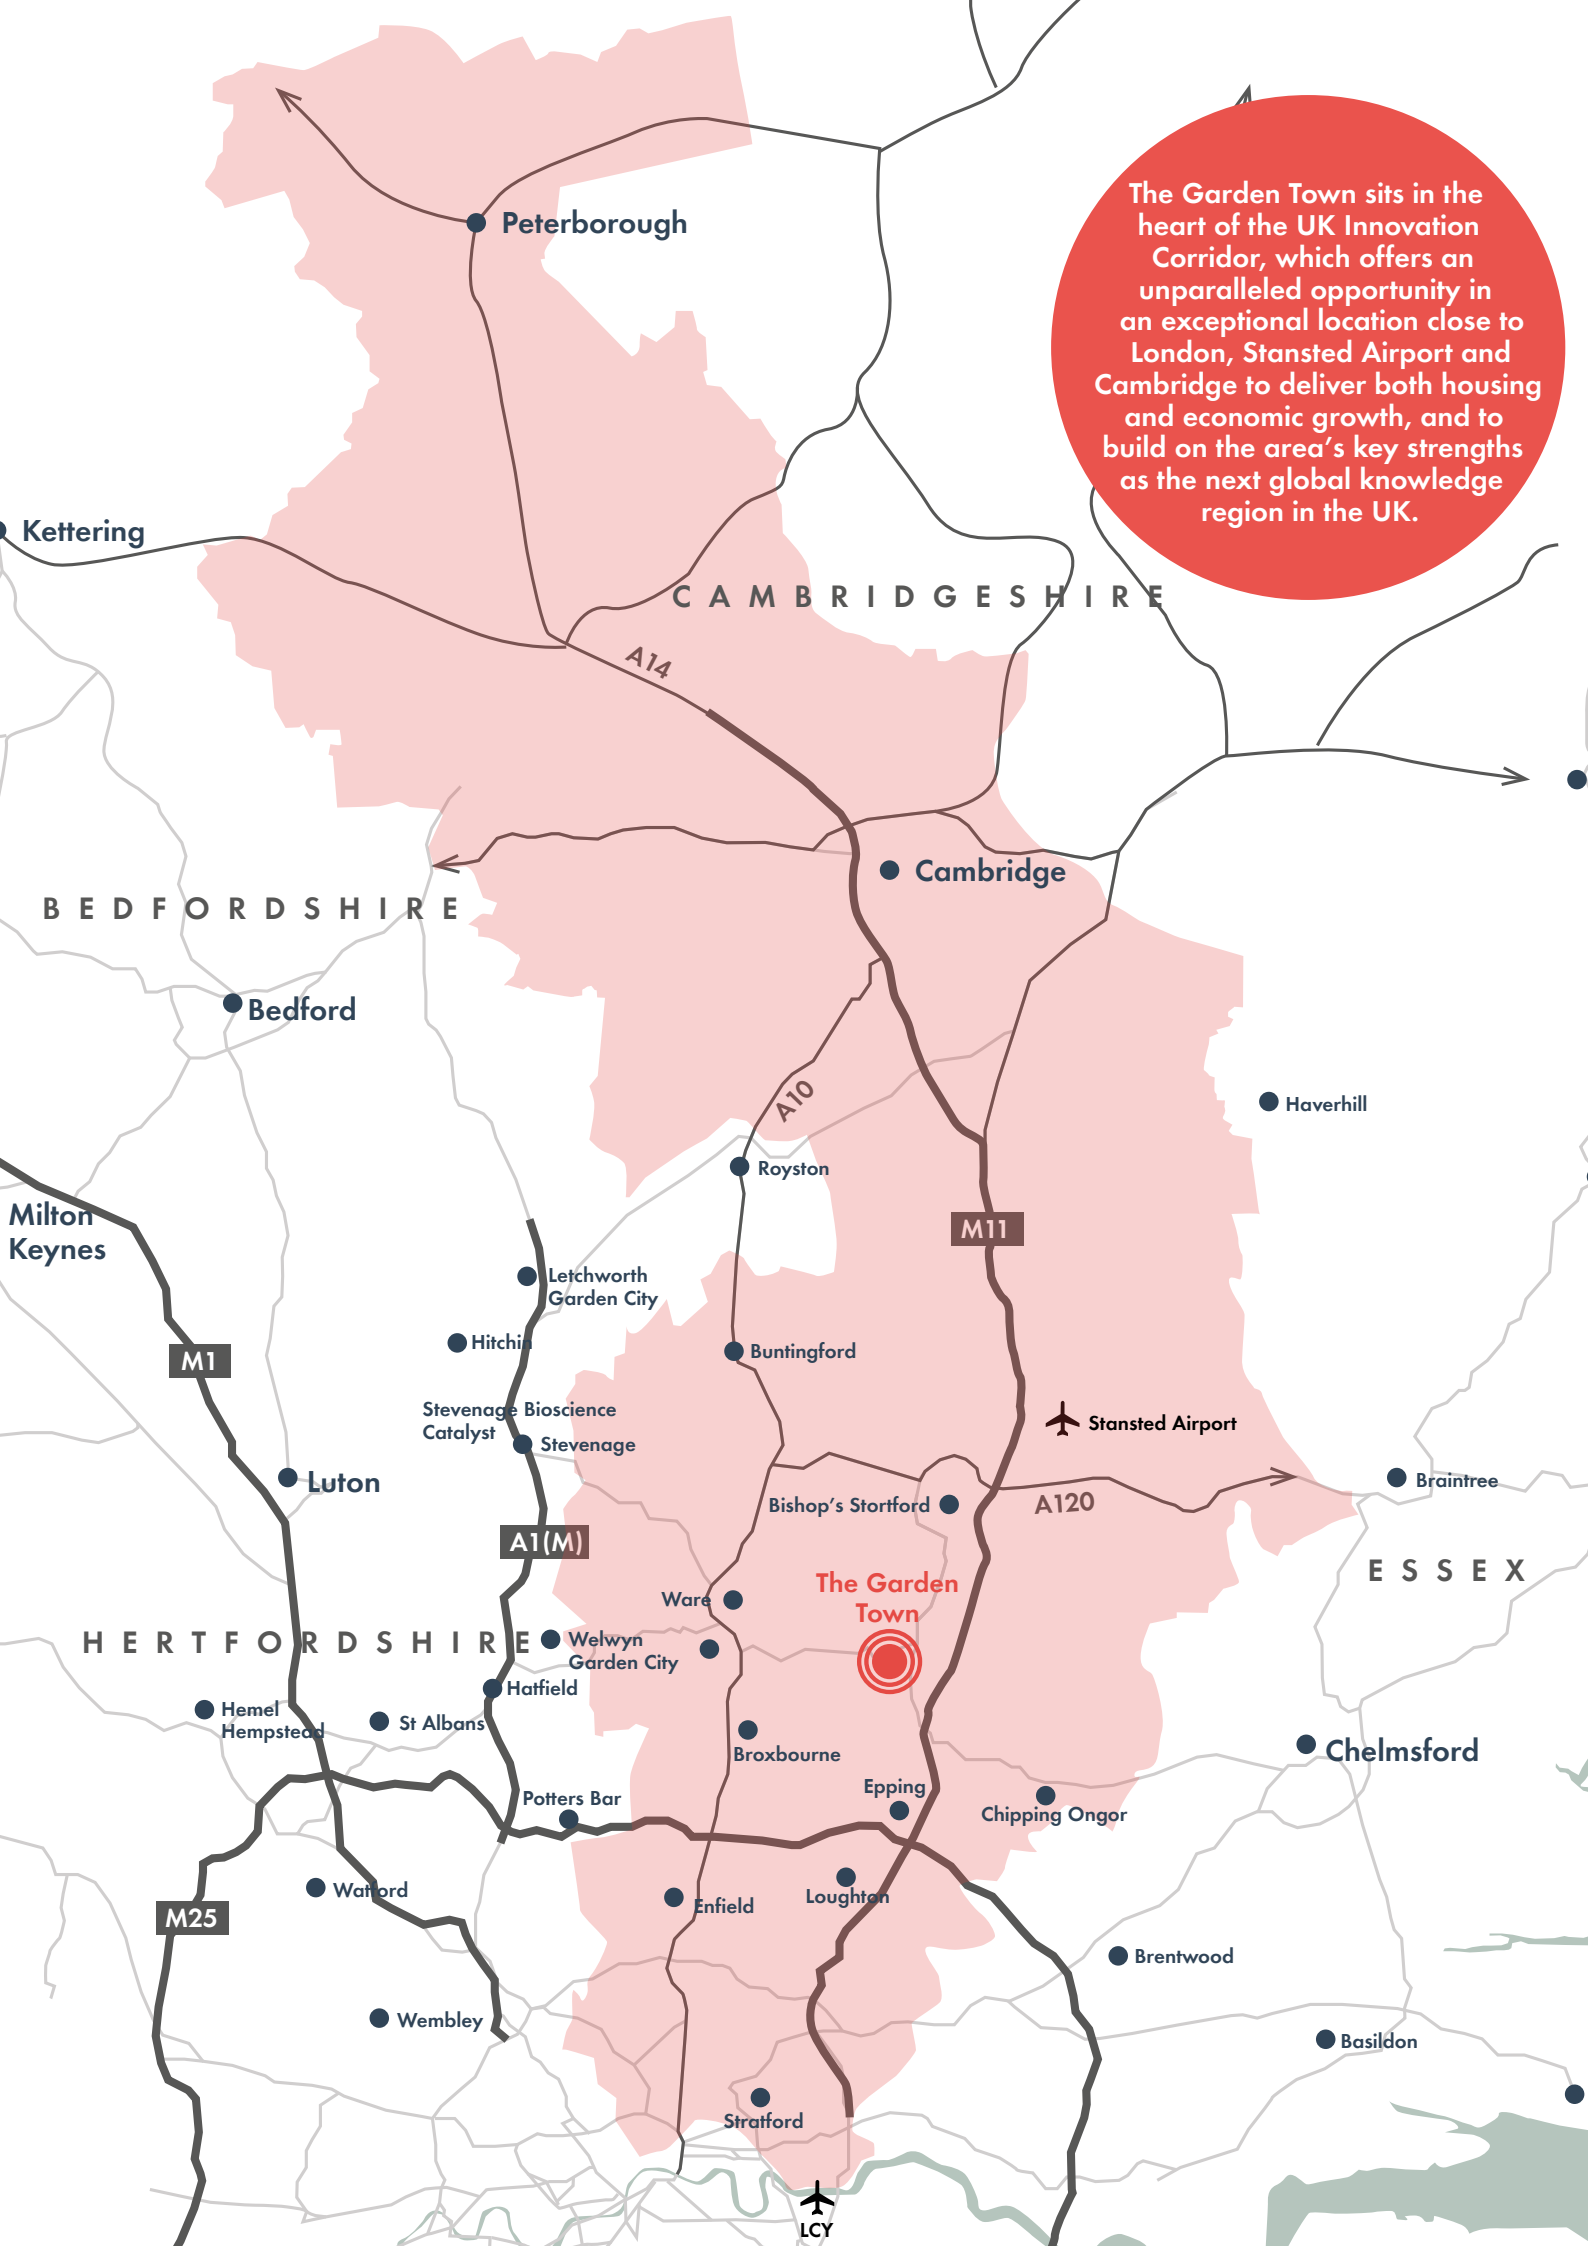 The Garden Town sits in the
heart of the UK Innovation
Corridor, which offers an
unparalleled opportunity in
an exceptional location close to
London, Stansted Airport and
Cambridge to deliver both housing
and economic growth, and to
build on the area's key strengths
as the next global knowledge
region in the UK.
Peterborough
Kettering
CAMBRIDGESHIRE
A14
Cambridge
BEDFORDSHIRE
Bedford
A10
Haverhill
Royston
Milton
Keynes
M11
Letchworth
Garden City
Hitchin
Buntingford
M1
Stevenage Bioscience
Catalyst
Stevenage
Stansted Airport
Luton
Braintree
Bishop's Stortford
A120
A1(M)
ESSEX
The Garden
Town
Ware
HERTFORDSHIRE
Welwyn
Garden City
Hatfield
Hemel
Hempstead
St Albans
Broxbourne
Chelmsford
Potters Bar
Epping
Chipping Ongor
Watford
Enfield
Loughton
M25
Brentwood
Wembley
Basildon
Stratford
LCY